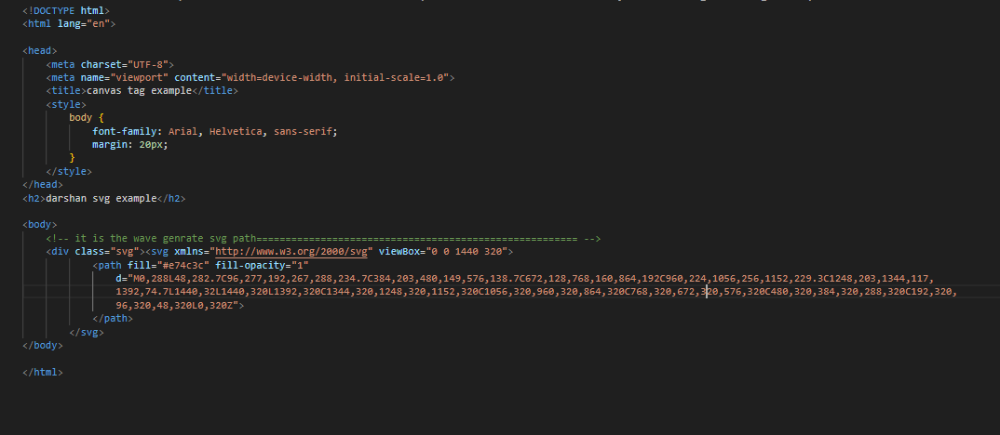 <!DOCTYPE html>
<html lang="en">
<head>
<meta charset="UTF-8">
<meta name="viewport" content="width=device-width, initial-scale=1.0">
<title>canvas tag example</title>
<style>
body {
font-family: Arial, Helvetica, sans-serif;
margin: 20px;
}
</style>
</head>
<h2>darshan svg example</h2>
<body>
<!-- it is the wave genrate svg path======================================================= -->
<div class="svg"><svg xmlns="http://www.w3.org/2000/svg" viewBox="0 0 1440 320">
<path fill="#e74c3c" fill-opacity="1"
d="M0,288L48,282.7C96,277,192,267,288,234.7C384,203,480,149,576,138.7C672,128,768,160,864,192C960,224,1056,256,1152,229.3C1248,203,1344,117,
1392,74.7L1440,32L1440,320L1392,320C1344,320,1248,320,1152,320C1056,320,960,320,864,320C768,320,672,320,576,320C480,320,384,320,288,320C192,320,
96,320,48,320L0,320Z">
</path>
</svg>
</body>
</html>